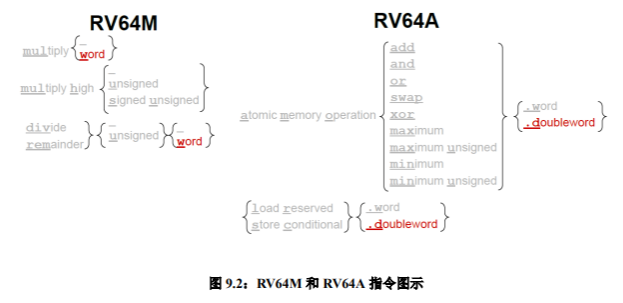 RV64M
multiply { _ word }
multiply high { _ unsigned signed unsigned }
divide remainder } { _ unsigned } { _ word }
RV64A
atomic memory operation { add and or swap xor maximum maximum unsigned minimum minimum unsigned } { .word .doubleword }
{ load reserved store conditional } { .word .doubleword }
图 9.2：RV64M 和 RV64A 指令图示